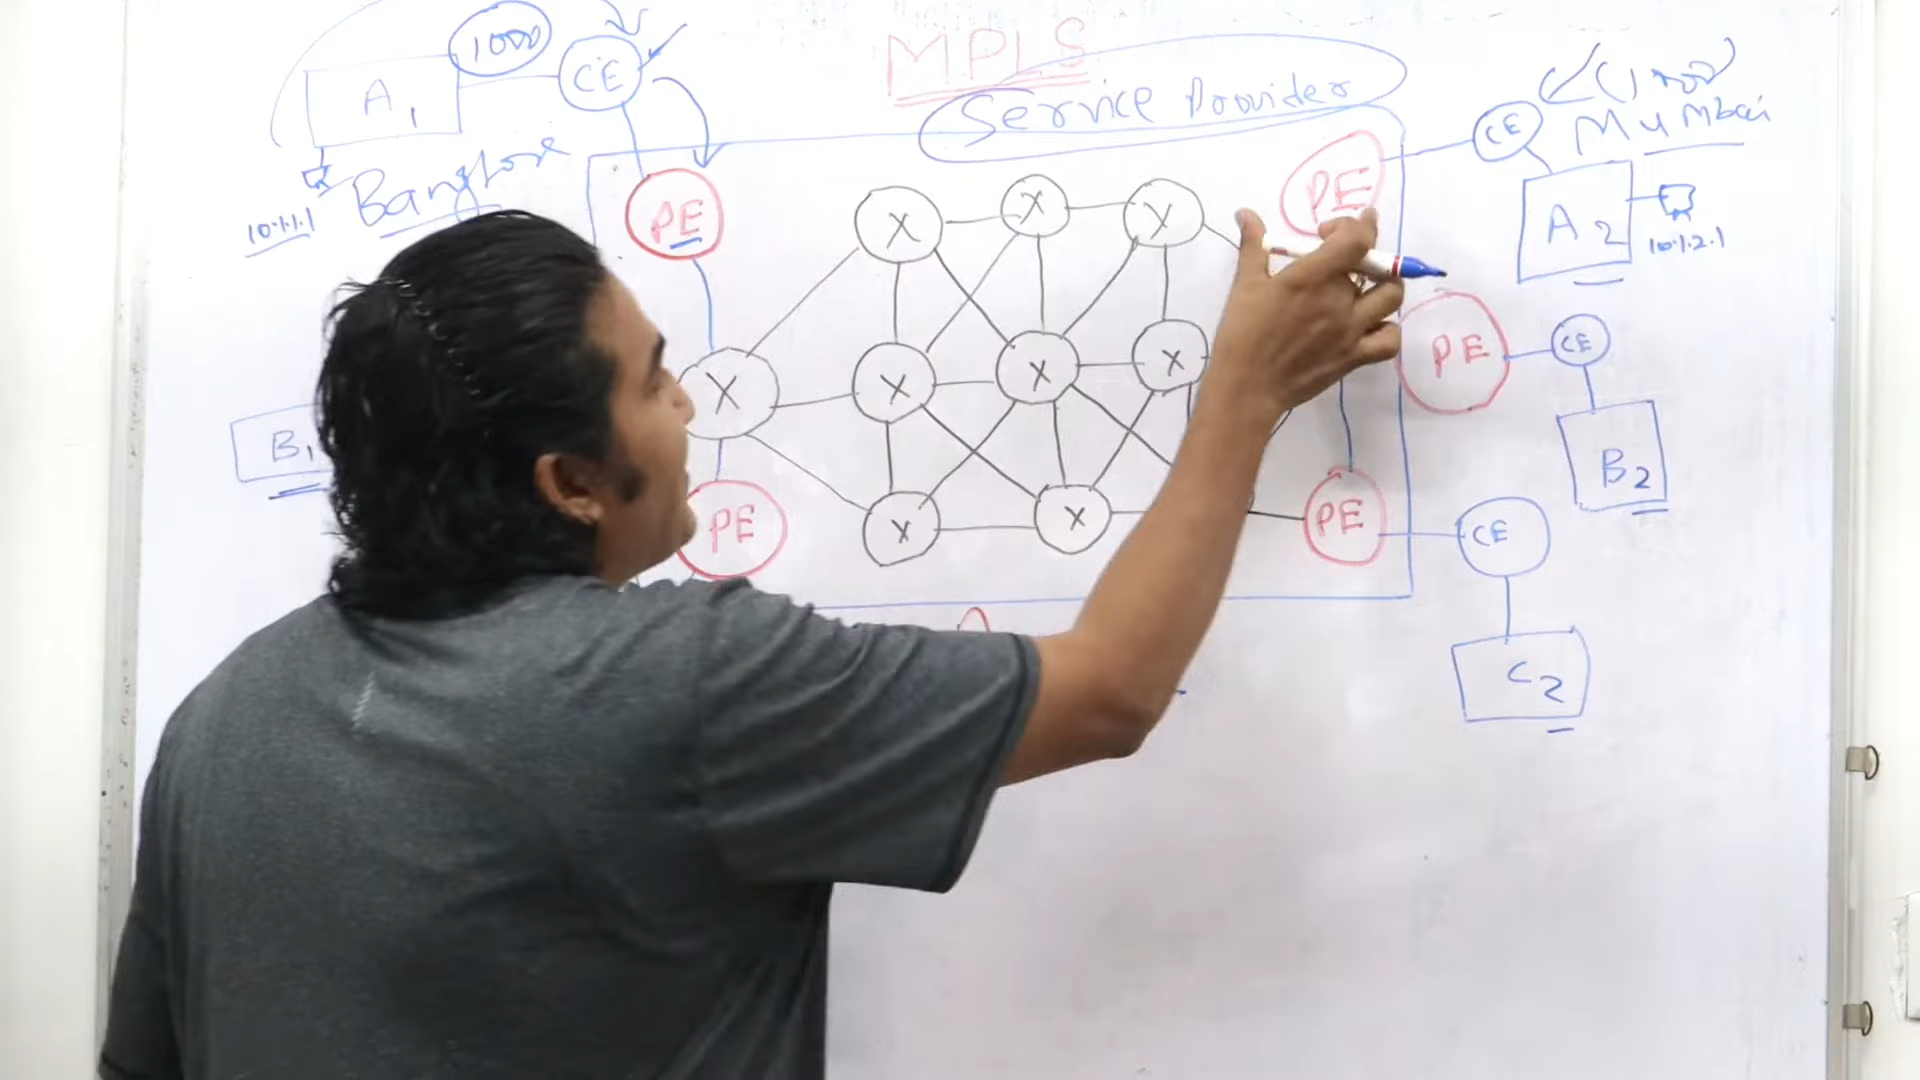 MPLS
Service Provider
1000
A1
CE
Banglore
10.1.1.1
PE
X
X
X
PE
CE
Mumbai
A2
10.1.2.1
B1
X
X
X
X
PE
CE
B2
PE
X
X
PE
CE
C2